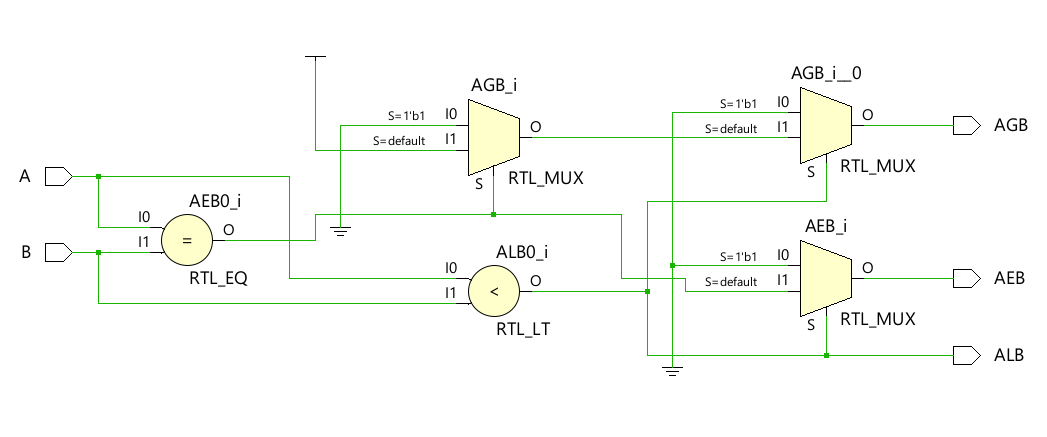 AGB_i
S=1'b1 I0
S=default I1
O
S
RTL_MUX
AGB_i__0
S=1'b1 I0
S=default I1
O
S
RTL_MUX
AGB
A
B
AEB0_i
I0
I1
=
O
RTL_EQ
ALB0_i
I0
I1
<
O
RTL_LT
AEB_i
S=1'b1 I0
S=default I1
O
S
RTL_MUX
AEB
ALB